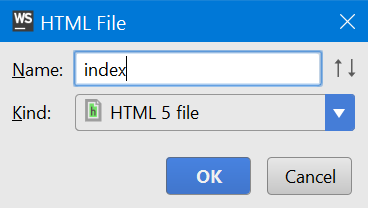 WS HTML File
Name: index
Kind: h HTML 5 file
OK Cancel